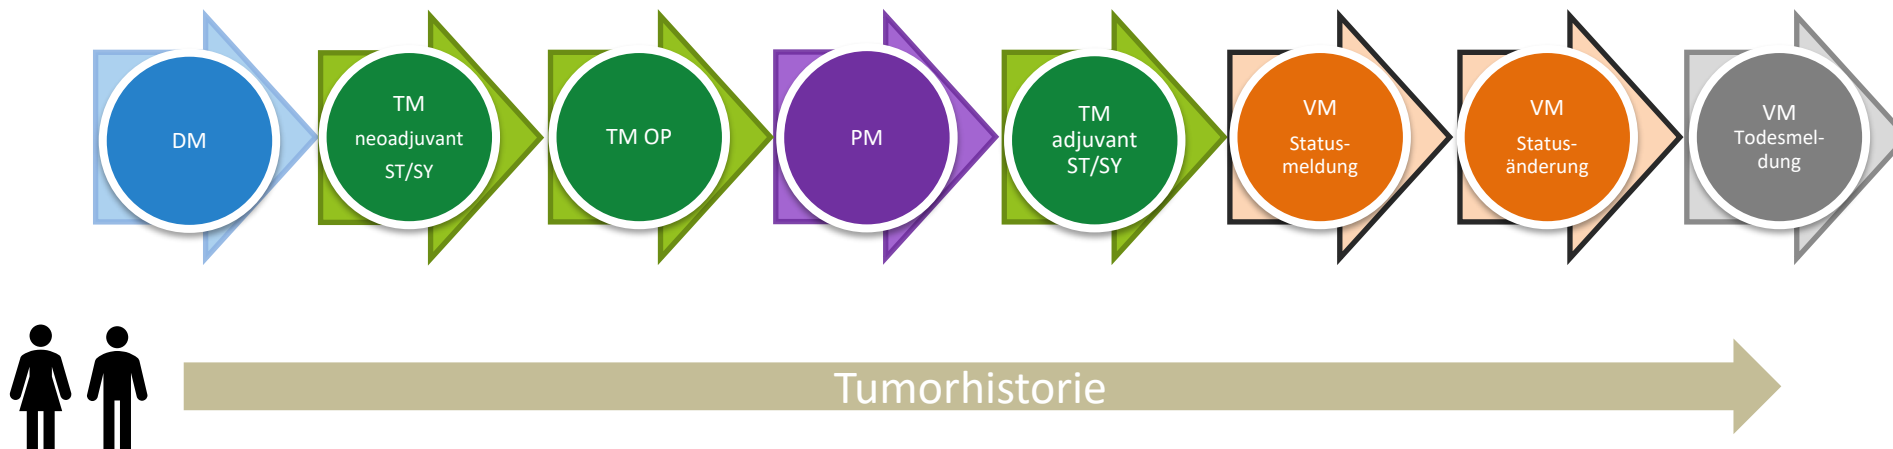 DM
TM
neoadjuvant
ST/SY
TM OP
PM
TM
adjuvant
ST/SY
VM
Status-
meldung
VM
Status-
änderung
VM
Todesmel-
dung
Tumorhistorie